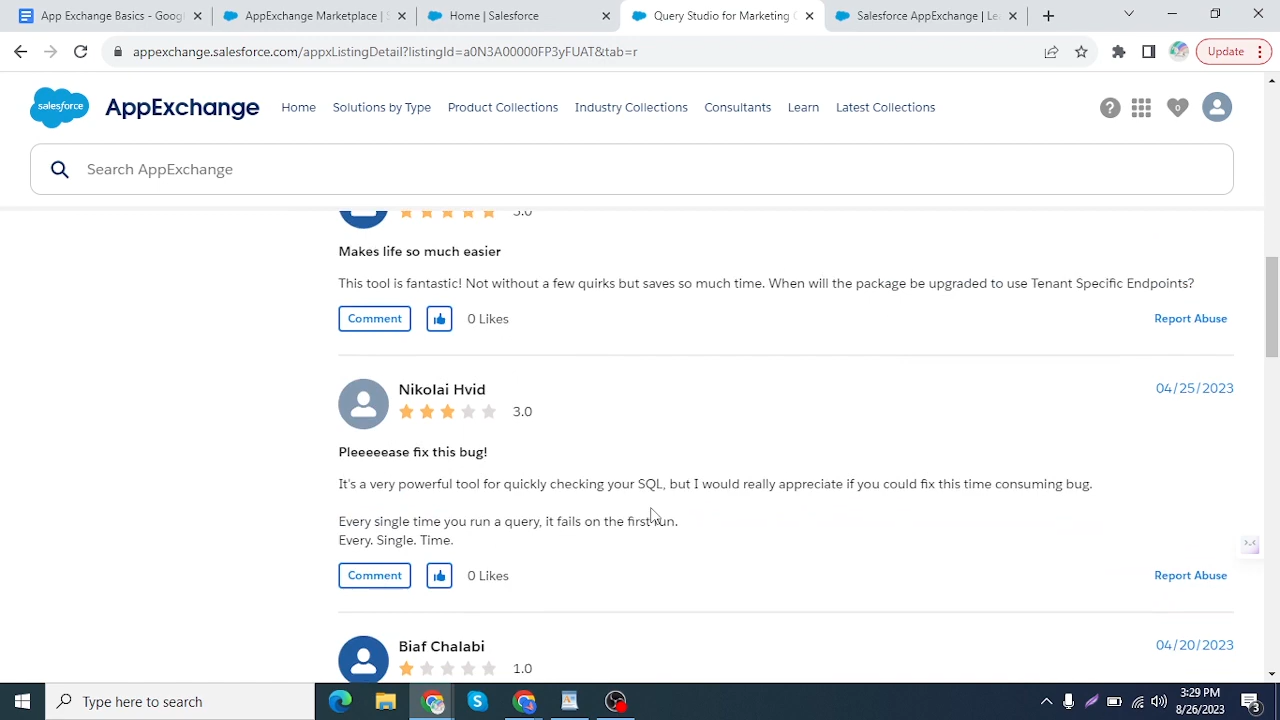 App Exchange Basics - Goog
AppExchange Marketplace | S
Home | Salesforce
Query Studio for Marketing C
Salesforce AppExchange | Le
appexchange.salesforce.com/appxListingDetail?listingId=a0N3A00000FP3yFUAT&tab=r
Update
salesforce
AppExchange
Home
Solutions by Type
Product Collections
Industry Collections
Consultants
Learn
Latest Collections
0
Search AppExchange
5.0
Makes life so much easier
This tool is fantastic! Not without a few quirks but saves so much time. When will the package be upgraded to use Tenant Specific Endpoints?
Comment
0 Likes
Report Abuse
Nikolai Hvid
04/25/2023
3.0
Pleeeeease fix this bug!
It's a very powerful tool for quickly checking your SQL, but I would really appreciate if you could fix this time consuming bug.
Every single time you run a query, it fails on the first run.
Every. Single. Time.
Comment
0 Likes
Report Abuse
Biaf Chalabi
04/20/2023
1.0
Type here to search
3:29 PM
8/26/2023
3